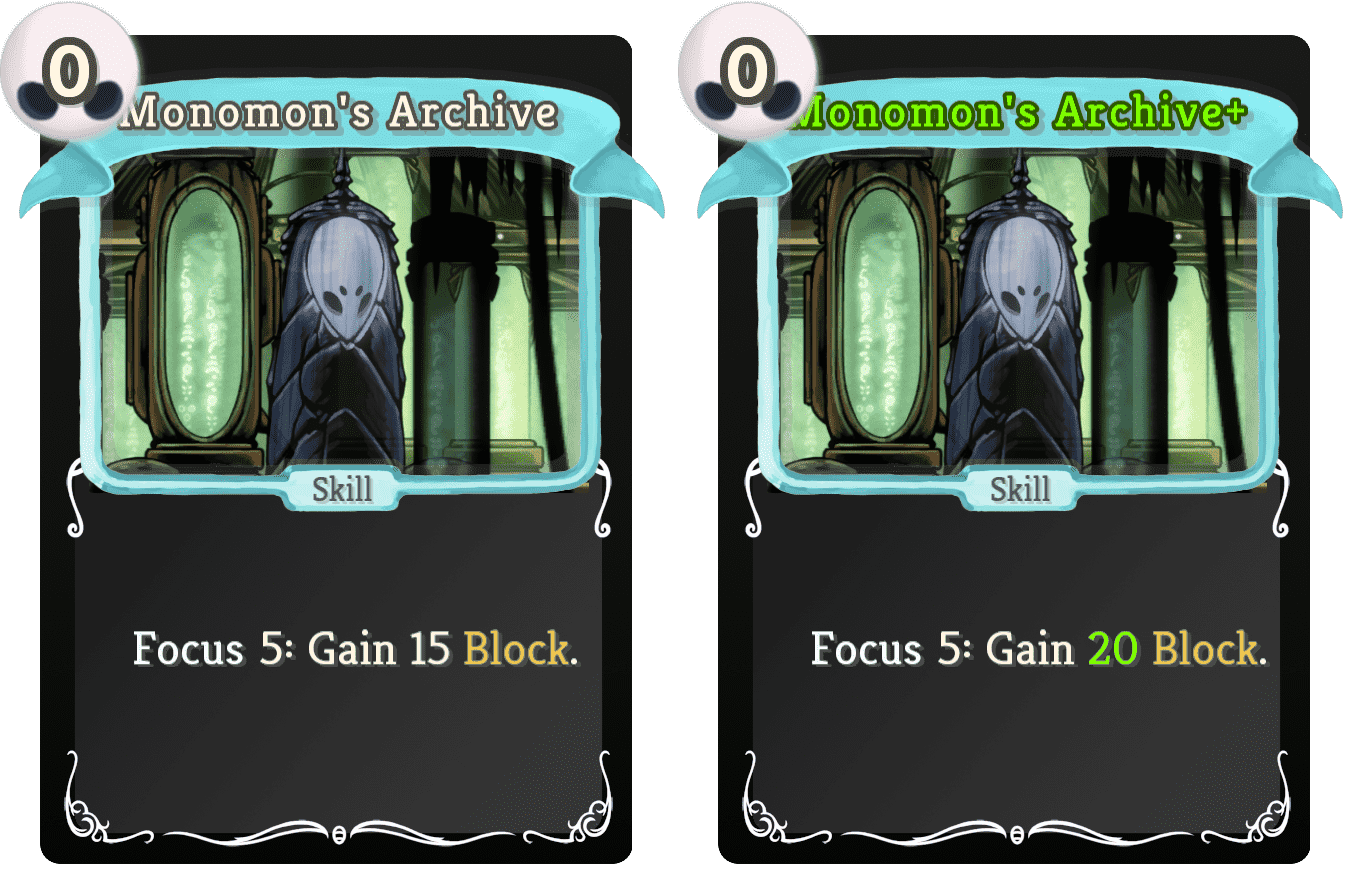 0
Monomon's Archive
Skill
Focus 5: Gain 15 Block.
0
Monomon's Archive+
Skill
Focus 5: Gain 20 Block.